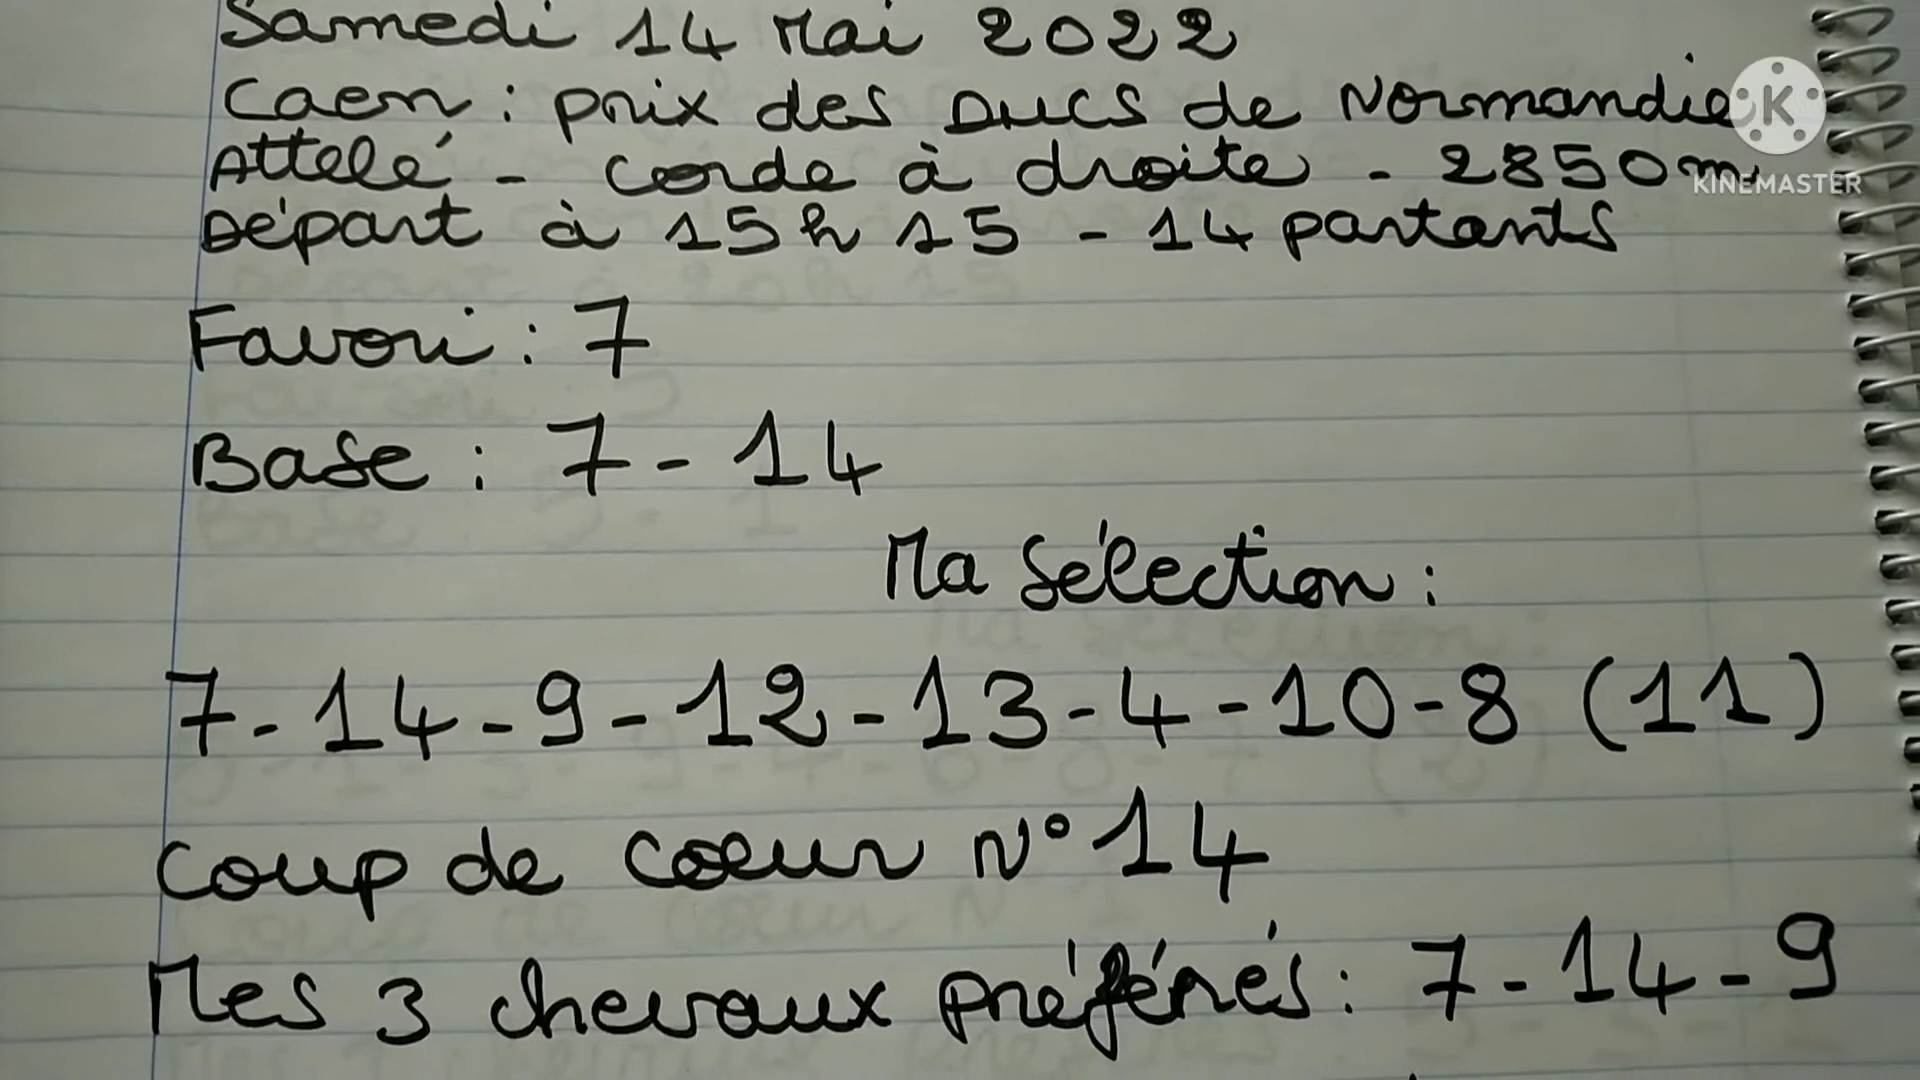 Samedi 14 Mai 2022
Caen : prix des Ducs de Normandie
Attelé - corde à droite - 2850m
Départ à 15h15 - 14 partants
Favori : 7
Base : 7 - 14
Ma sélection :
7 - 14 - 9 - 12 - 13 - 4 - 10 - 8 (11)
Coup de coeur N° 14
Mes 3 chevaux préférés : 7 - 14 - 9
K
KINEMASTER